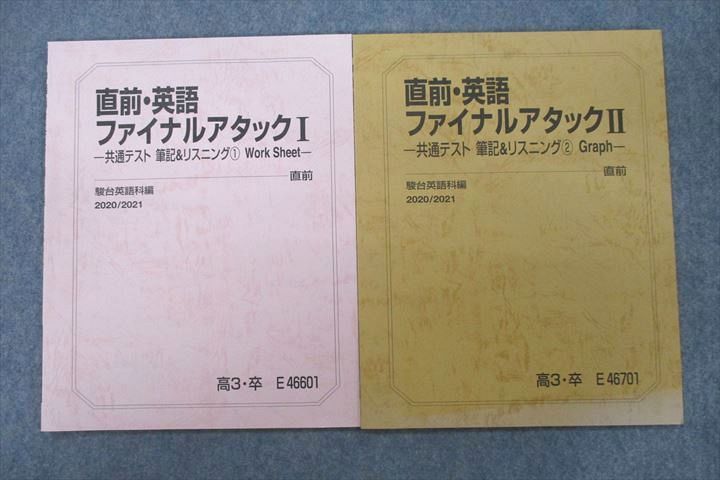 直前・英語
ファイナルアタックⅠ
―共通テスト 筆記&リスニング① Work Sheet―
直前
駿台英語科編
2020/2021
高3・卒 E46601
直前・英語
ファイナルアタックⅡ
―共通テスト 筆記&リスニング② Graph―
直前
駿台英語科編
2020/2021
高3・卒 E46701